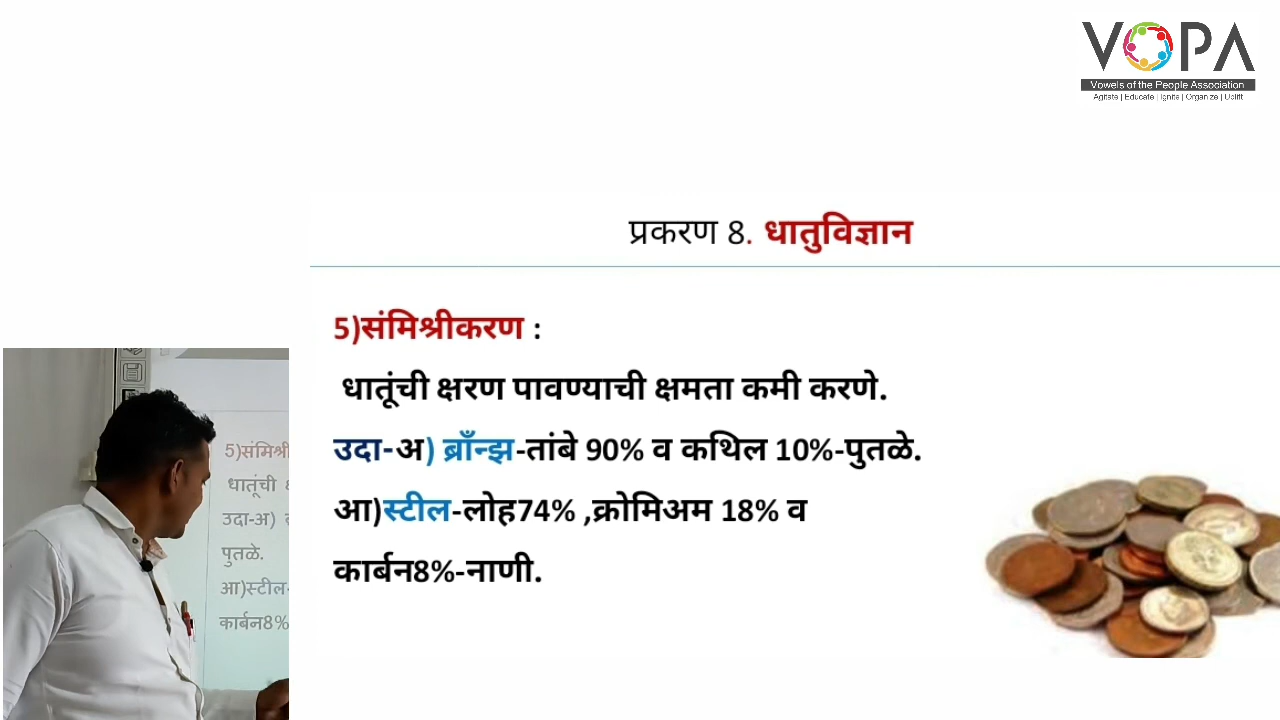 VOPA
Vowels of the People Association
Agitate | Educate | Ignite | Organize | Uplift
प्रकरण 8. धातुविज्ञान
5)संमिश्रीकरण :
धातूंची क्षरण पावण्याची क्षमता कमी करणे.
उदा-अ) ब्राँन्झ-तांबे 90% व कथिल 10%-पुतळे.
आ)स्टील-लोह74% ,क्रोमिअम 18% व
कार्बन8%-नाणी.
5)संमिश्री
धातूंची
उदा-अ)
पुतळे.
आ)स्टील-
कार्बन8%